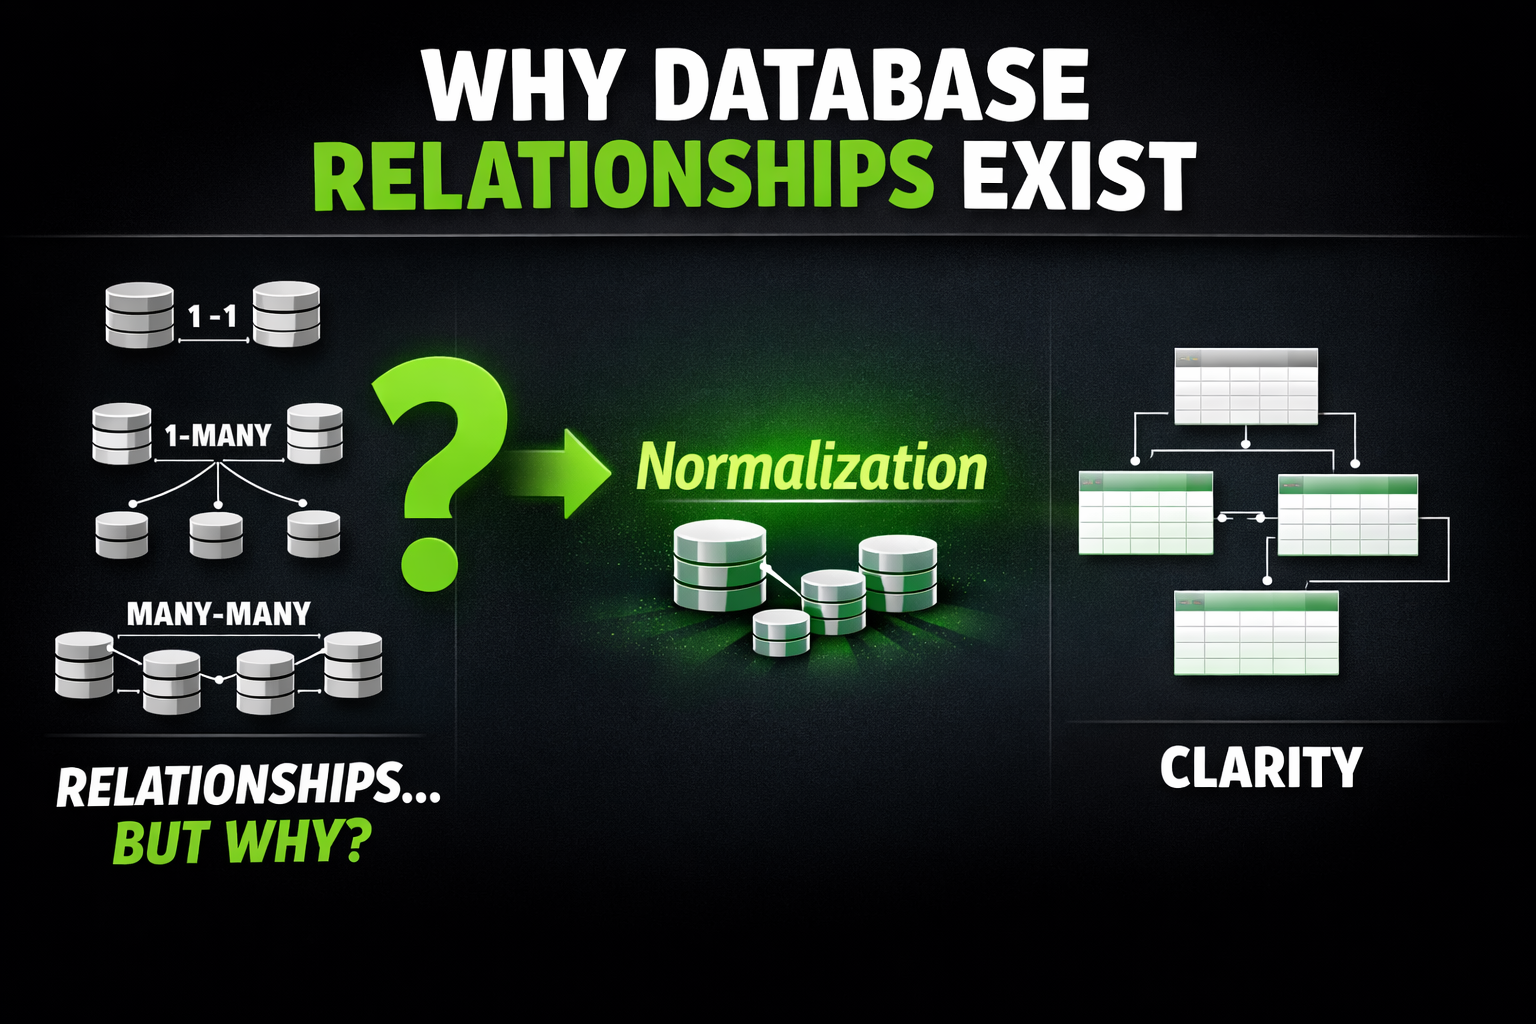 WHY DATABASE
RELATIONSHIPS EXIST
1-1
1-MANY
MANY-MANY
RELATIONSHIPS...
BUT WHY?
?
Normalization
CLARITY